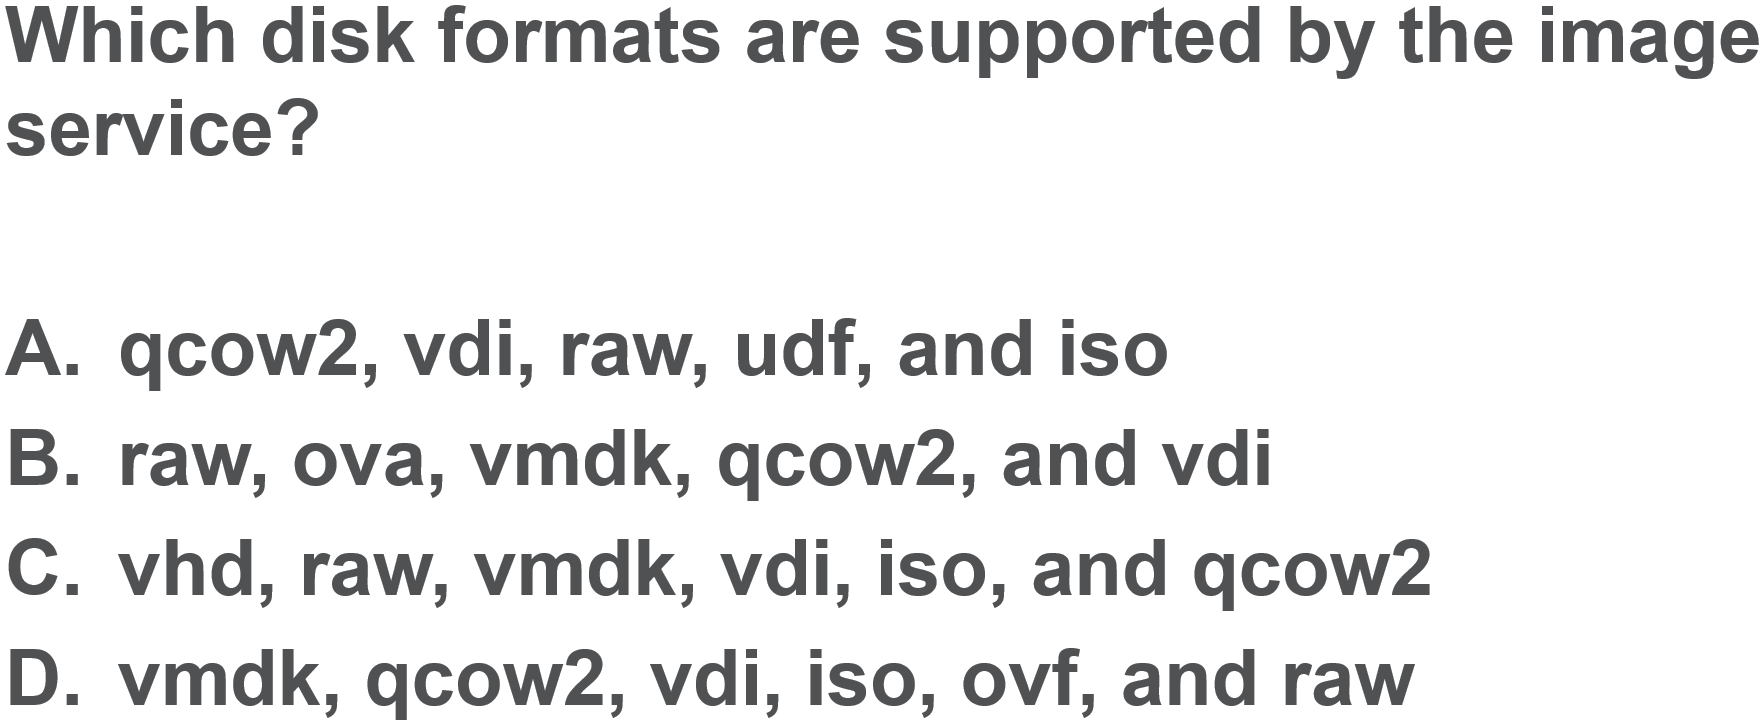 Which disk formats are supported by the image
service?
A. qcow2, vdi, raw, udf, and iso
B. raw, ova, vmdk, qcow2, and vdi
C. vhd, raw, vmdk, vdi, iso, and qcow2
D. vmdk, qcow2, vdi, iso, ovf, and raw